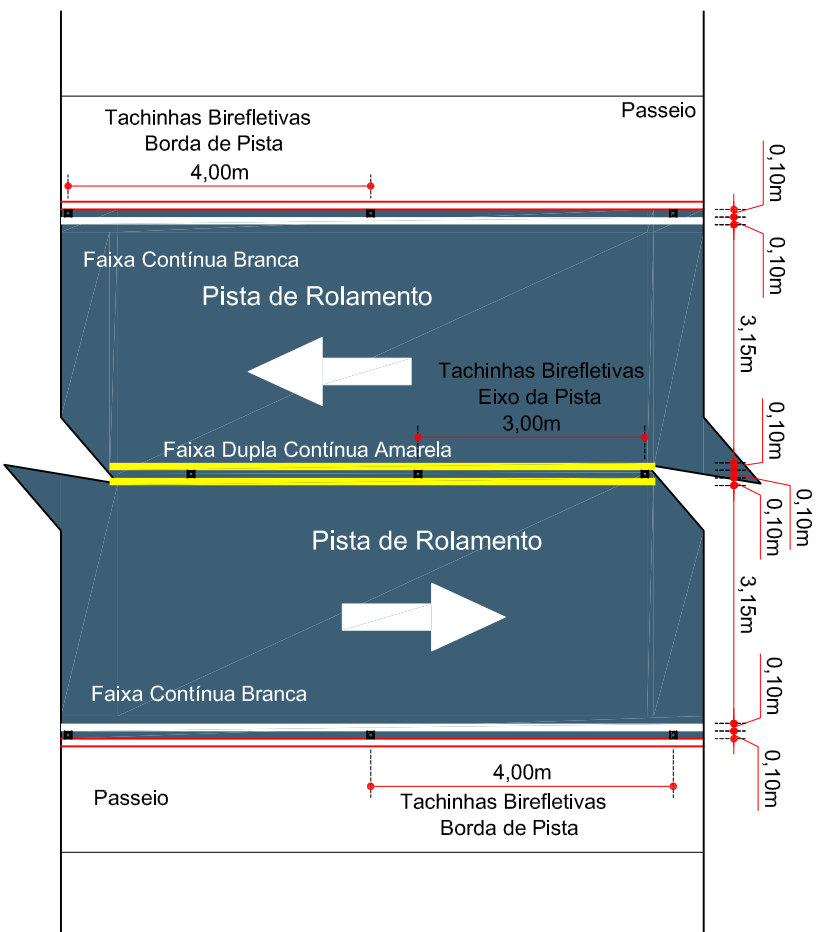 Passeio
Tachinhas Birefletivas
Borda de Pista
4,00m
0,10m
0,10m
Faixa Contínua Branca
Pista de Rolamento
3,15m
Tachinhas Birefletivas
Eixo da Pista
3,00m
Faixa Dupla Contínua Amarela
0,10m
0,10m
0,10m
Pista de Rolamento
3,15m
Faixa Contínua Branca
0,10m
0,10m
4,00m
Passeio
Tachinhas Birefletivas
Borda de Pista